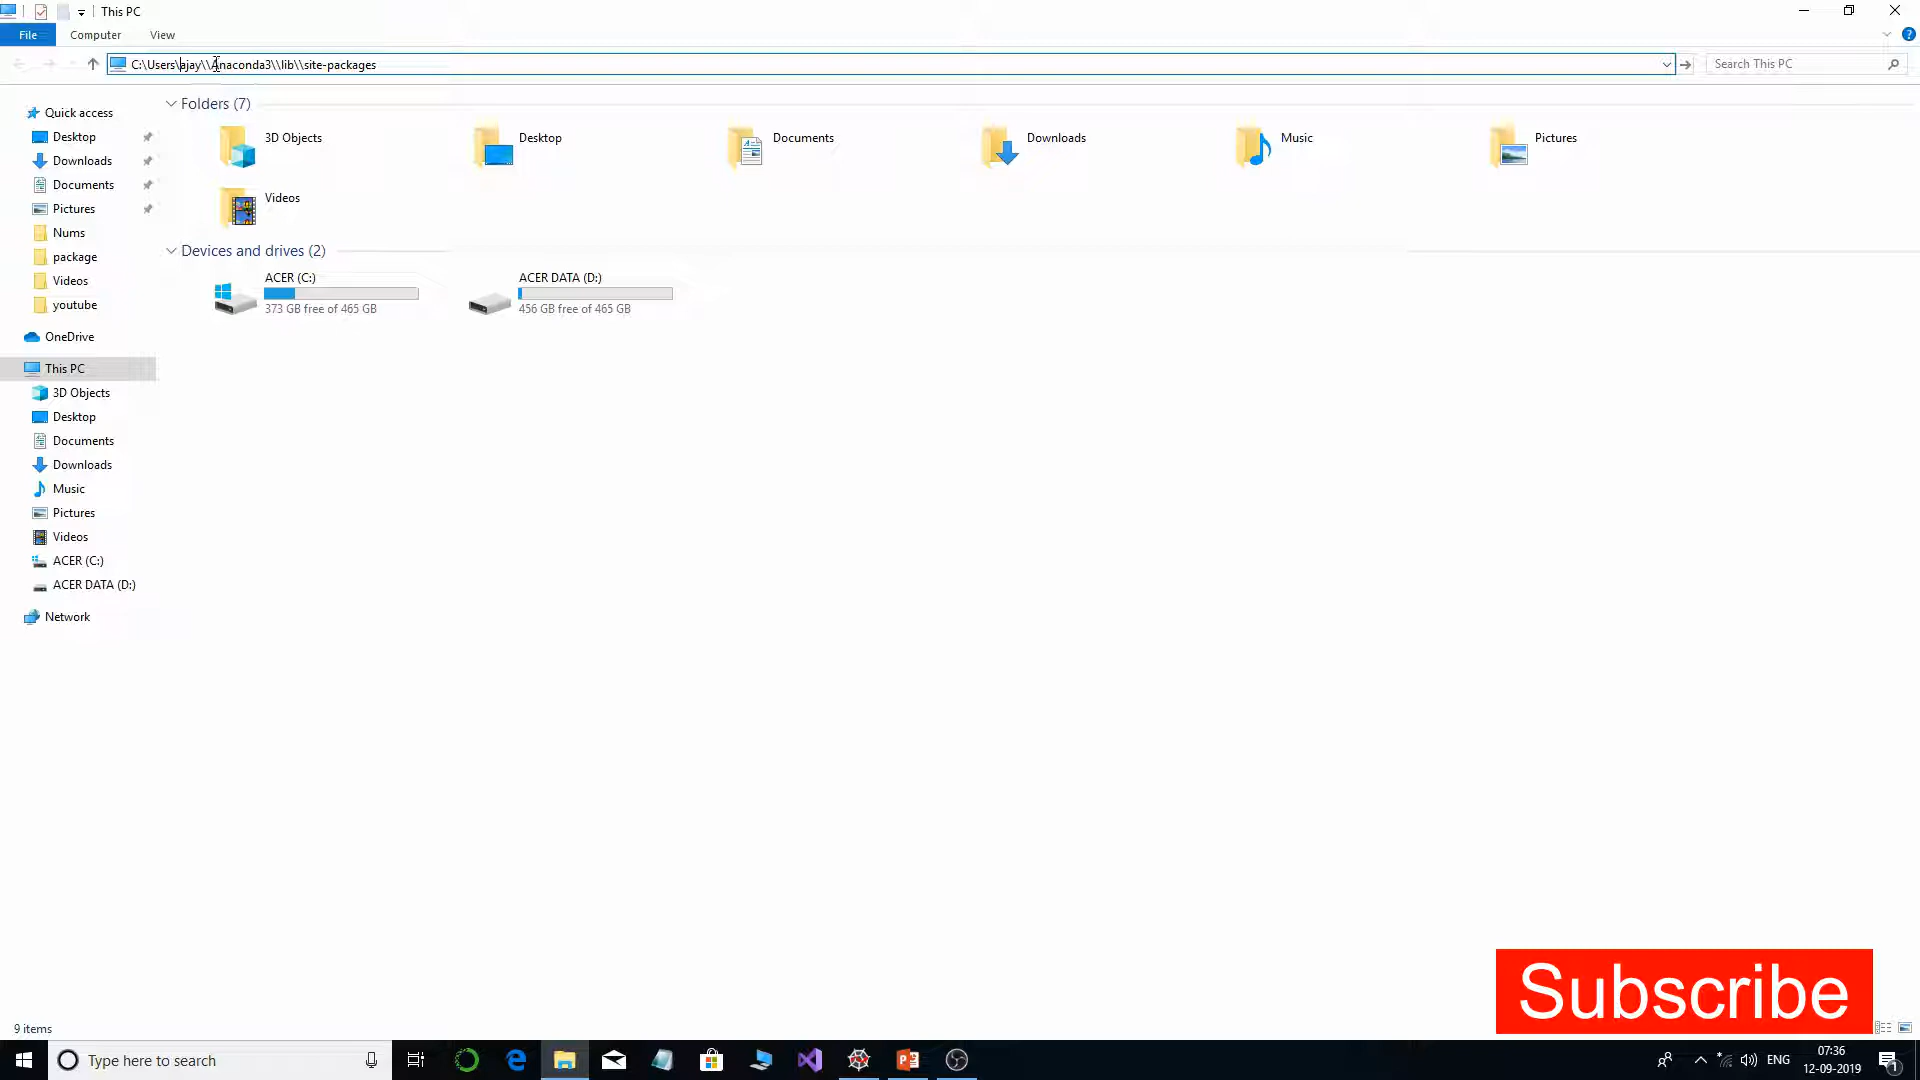 This PC
File
Computer
View
C:\Users\ajay\\Anaconda3\\lib\\site-packages
Search This PC
Quick access
Desktop
Downloads
Documents
Pictures
Nums
package
Videos
youtube
OneDrive
This PC
3D Objects
Desktop
Documents
Downloads
Music
Pictures
Videos
ACER (C:)
ACER DATA (D:)
Network
Folders (7)
3D Objects
Desktop
Documents
Downloads
Music
Pictures
Videos
Devices and drives (2)
ACER (C:)
373 GB free of 465 GB
ACER DATA (D:)
456 GB free of 465 GB
Subscribe
9 items
Type here to search
ENG
07:36
12-09-2019
1